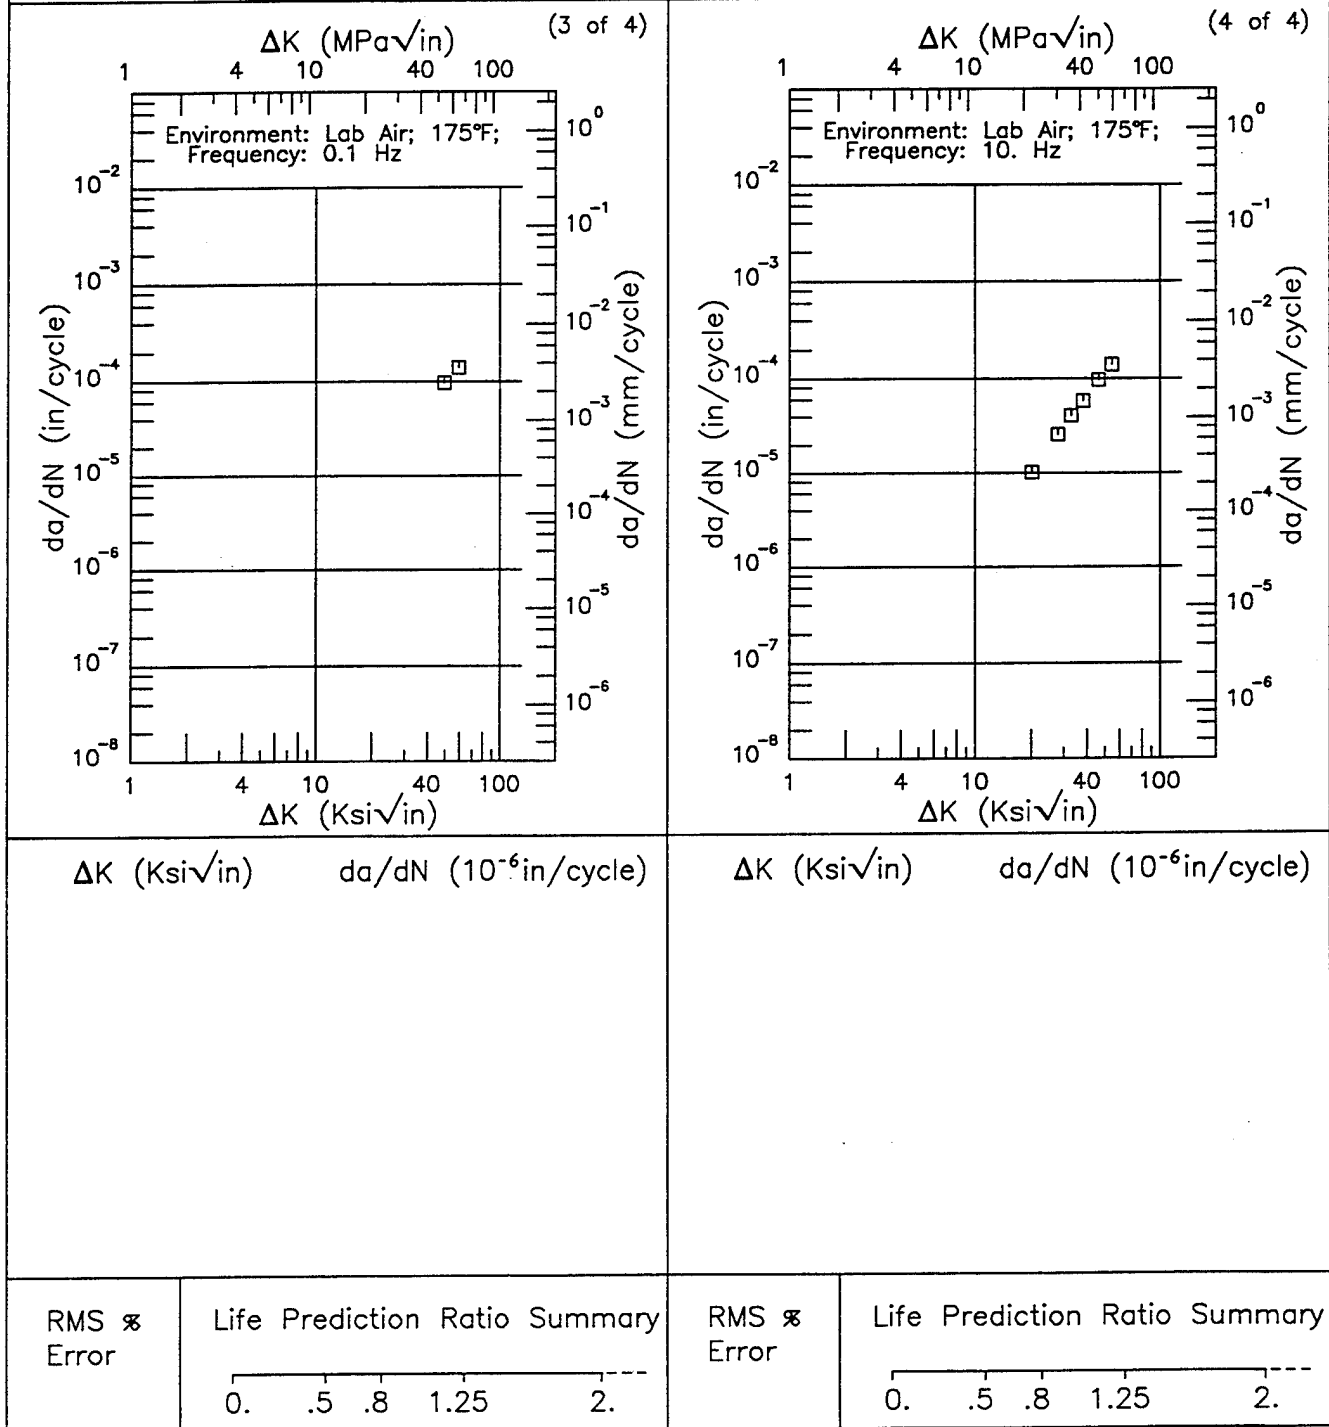 (3 of 4)
ΔK (MPa√in)
1 4 10 40 100
Environment: Lab Air; 175°F;
Frequency: 0.1 Hz
da/dN (in/cycle)
10⁻²
10⁻³
10⁻⁴
10⁻⁵
10⁻⁶
10⁻⁷
10⁻⁸
10⁰
10⁻¹
10⁻²
10⁻³
10⁻⁴
10⁻⁵
10⁻⁶
da/dN (mm/cycle)
1 4 10 40 100
ΔK (Ksi√in)
ΔK (Ksi√in) da/dN (10⁻⁶in/cycle)
RMS %
Error
Life Prediction Ratio Summary
0. .5 .8 1.25 2.
(4 of 4)
ΔK (MPa√in)
1 4 10 40 100
Environment: Lab Air; 175°F;
Frequency: 10. Hz
da/dN (in/cycle)
10⁻²
10⁻³
10⁻⁴
10⁻⁵
10⁻⁶
10⁻⁷
10⁻⁸
10⁰
10⁻¹
10⁻²
10⁻³
10⁻⁴
10⁻⁵
10⁻⁶
da/dN (mm/cycle)
1 4 10 40 100
ΔK (Ksi√in)
ΔK (Ksi√in) da/dN (10⁻⁶in/cycle)
RMS %
Error
Life Prediction Ratio Summary
0. .5 .8 1.25 2.